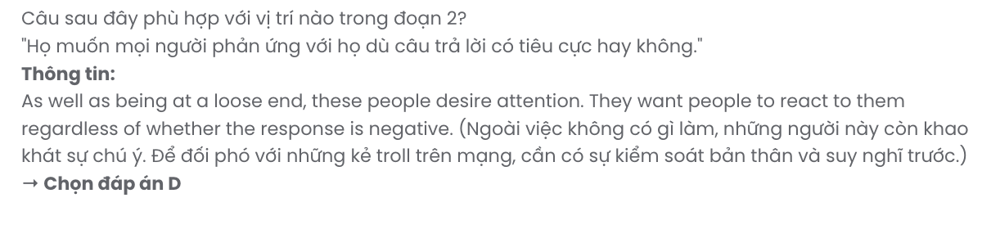 Câu sau đây phù hợp với vị trí nào trong đoạn 2?
"Họ muốn mọi người phản ứng với họ dù câu trả lời có tiêu cực hay không."
Thông tin:
As well as being at a loose end, these people desire attention. They want people to react to them
regardless of whether the response is negative. (Ngoài việc không có gì làm, những người này còn khao
khát sự chú ý. Để đối phó với những kẻ troll trên mạng, cần có sự kiểm soát bản thân và suy nghĩ trước.)
→ Chọn đáp án D